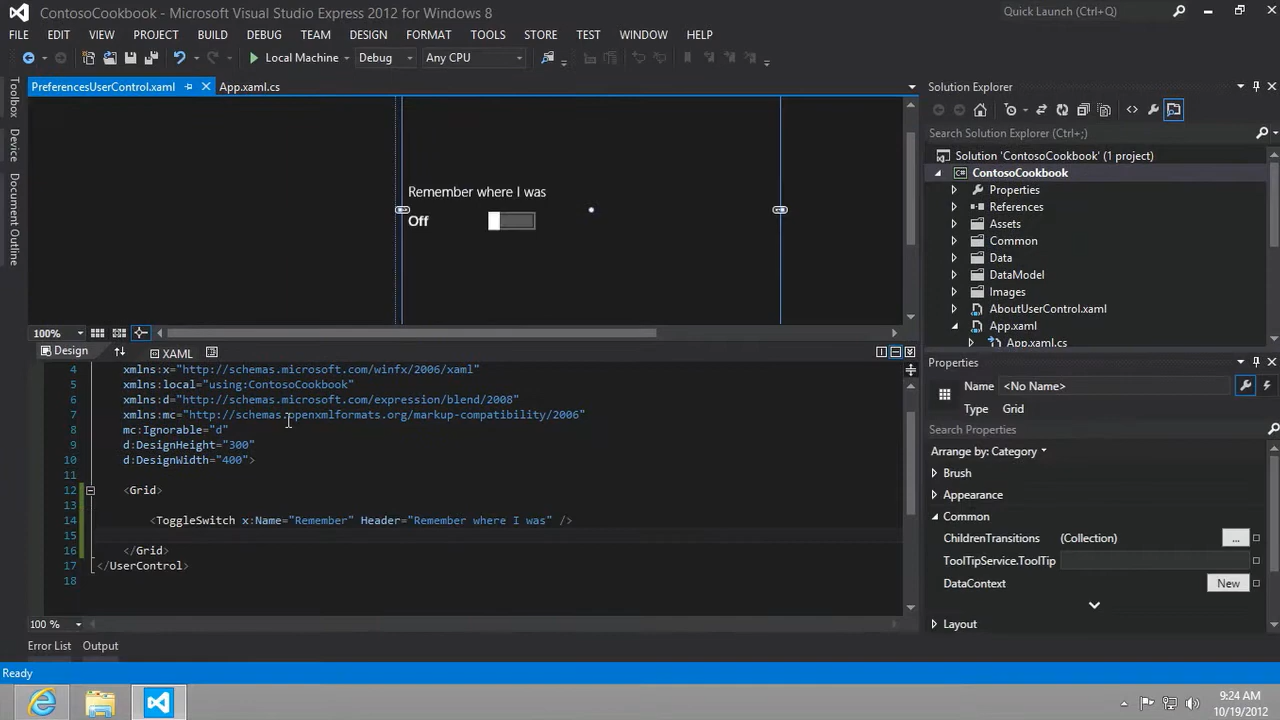 ContosoCookbook - Microsoft Visual Studio Express 2012 for Windows 8
Quick Launch (Ctrl+Q)
FILE EDIT VIEW PROJECT BUILD DEBUG TEAM DESIGN FORMAT TOOLS STORE TEST WINDOW HELP
Local Machine Debug Any CPU
PreferencesUserControl.xaml App.xaml.cs
Toolbox
Device
Document Outline
Remember where I was
Off
100%
Design XAML
4 xmlns:x="http://schemas.microsoft.com/winfx/2006/xaml"
5 xmlns:local="using:ContosoCookbook"
6 xmlns:d="http://schemas.microsoft.com/expression/blend/2008"
7 xmlns:mc="http://schemas.openxmlformats.org/markup-compatibility/2006"
8 mc:Ignorable="d"
9 d:DesignHeight="300"
10 d:DesignWidth="400">
11
12 <Grid>
13
14 <ToggleSwitch x:Name="Remember" Header="Remember where I was" />
15
16 </Grid>
17 </UserControl>
18
100 %
Error List Output
Ready
Solution Explorer
Search Solution Explorer (Ctrl+;)
Solution 'ContosoCookbook' (1 project)
C# ContosoCookbook
Properties
References
Assets
Common
Data
DataModel
Images
AboutUserControl.xaml
App.xaml
App.xaml.cs
Properties
Name <No Name>
Type Grid
Search Properties
Arrange by: Category
Brush
Appearance
Common
ChildrenTransitions (Collection) ...
ToolTipService.ToolTip
DataContext New
Layout
9:24 AM
10/19/2012